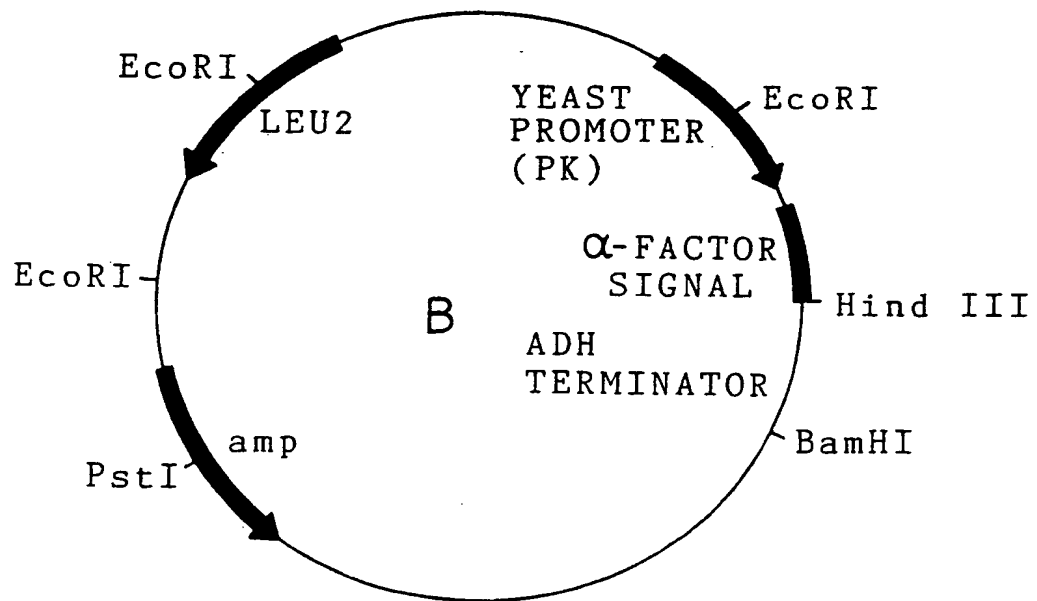 EcoRI
LEU2
YEAST
PROMOTER
(PK)
EcoRI
EcoRI
α-FACTOR
SIGNAL
Hind III
B
ADH
TERMINATOR
amp
PstI
BamHI